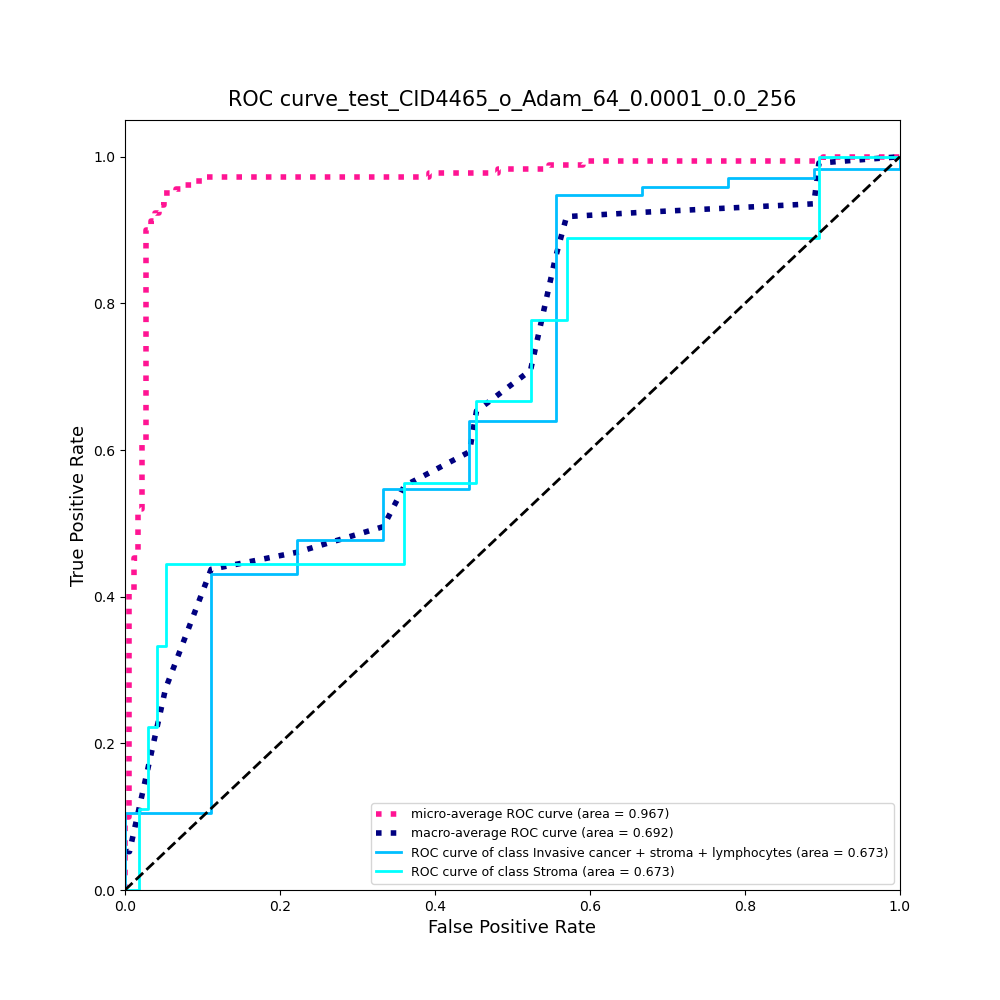 ROC curve_test_CID4465_o_Adam_64_0.0001_0.0_256
1.0
0.8
0.6
0.4
0.2
0.0
True Positive Rate
micro-average ROC curve (area = 0.967)
macro-average ROC curve (area = 0.692)
ROC curve of class Invasive cancer + stroma + lymphocytes (area = 0.673)
ROC curve of class Stroma (area = 0.673)
0.0 0.2 0.4 0.6 0.8 1.0
False Positive Rate